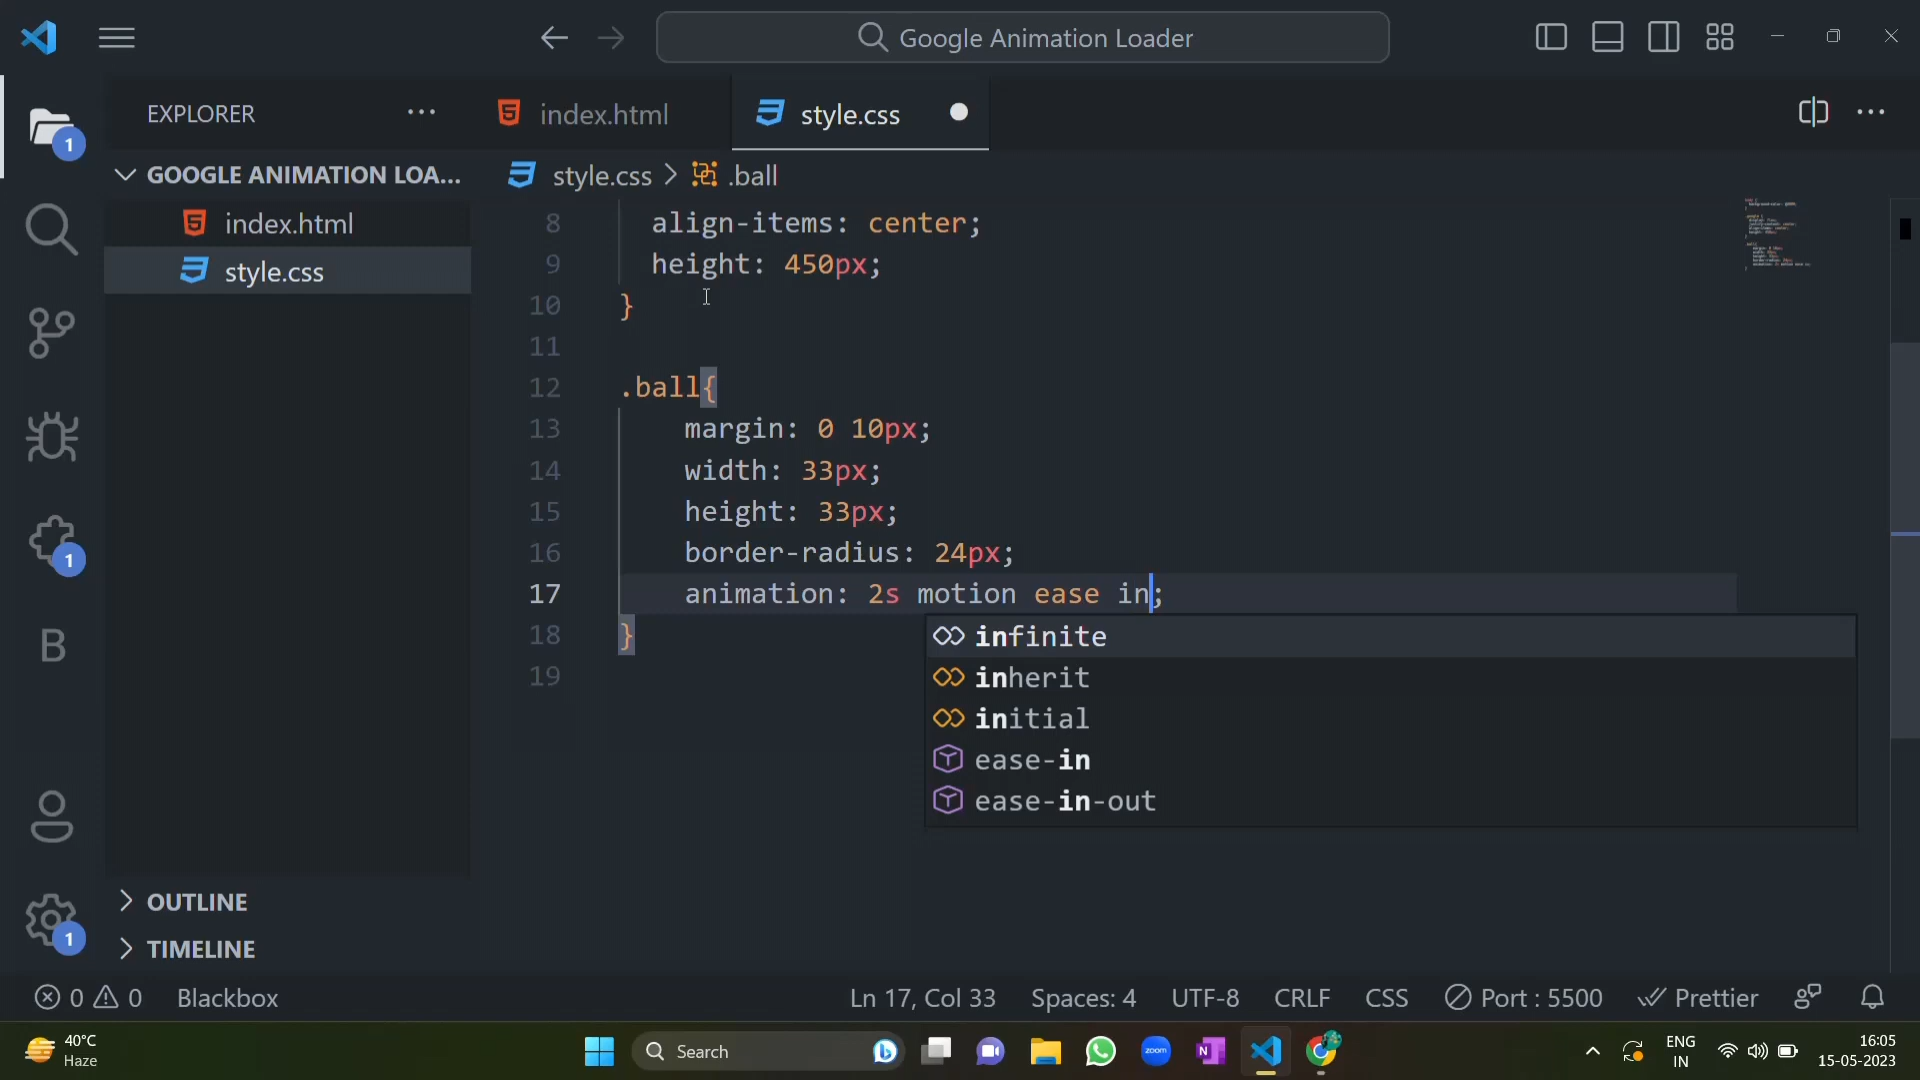 Google Animation Loader
EXPLORER
index.html
style.css
GOOGLE ANIMATION LOA...
style.css > .ball
index.html
style.css
8 align-items: center;
9 height: 450px;
10 }
11
12 .ball{
13 margin: 0 10px;
14 width: 33px;
15 height: 33px;
16 border-radius: 24px;
17 animation: 2s motion ease in;
18 }
19
infinite
inherit
initial
ease-in
ease-in-out
1
1
1
B
OUTLINE
TIMELINE
0 0 Blackbox
Ln 17, Col 33 Spaces: 4 UTF-8 CRLF CSS Port : 5500 Prettier
40°C
Haze
Search
zoom
N
ENG
IN
16:05
15-05-2023